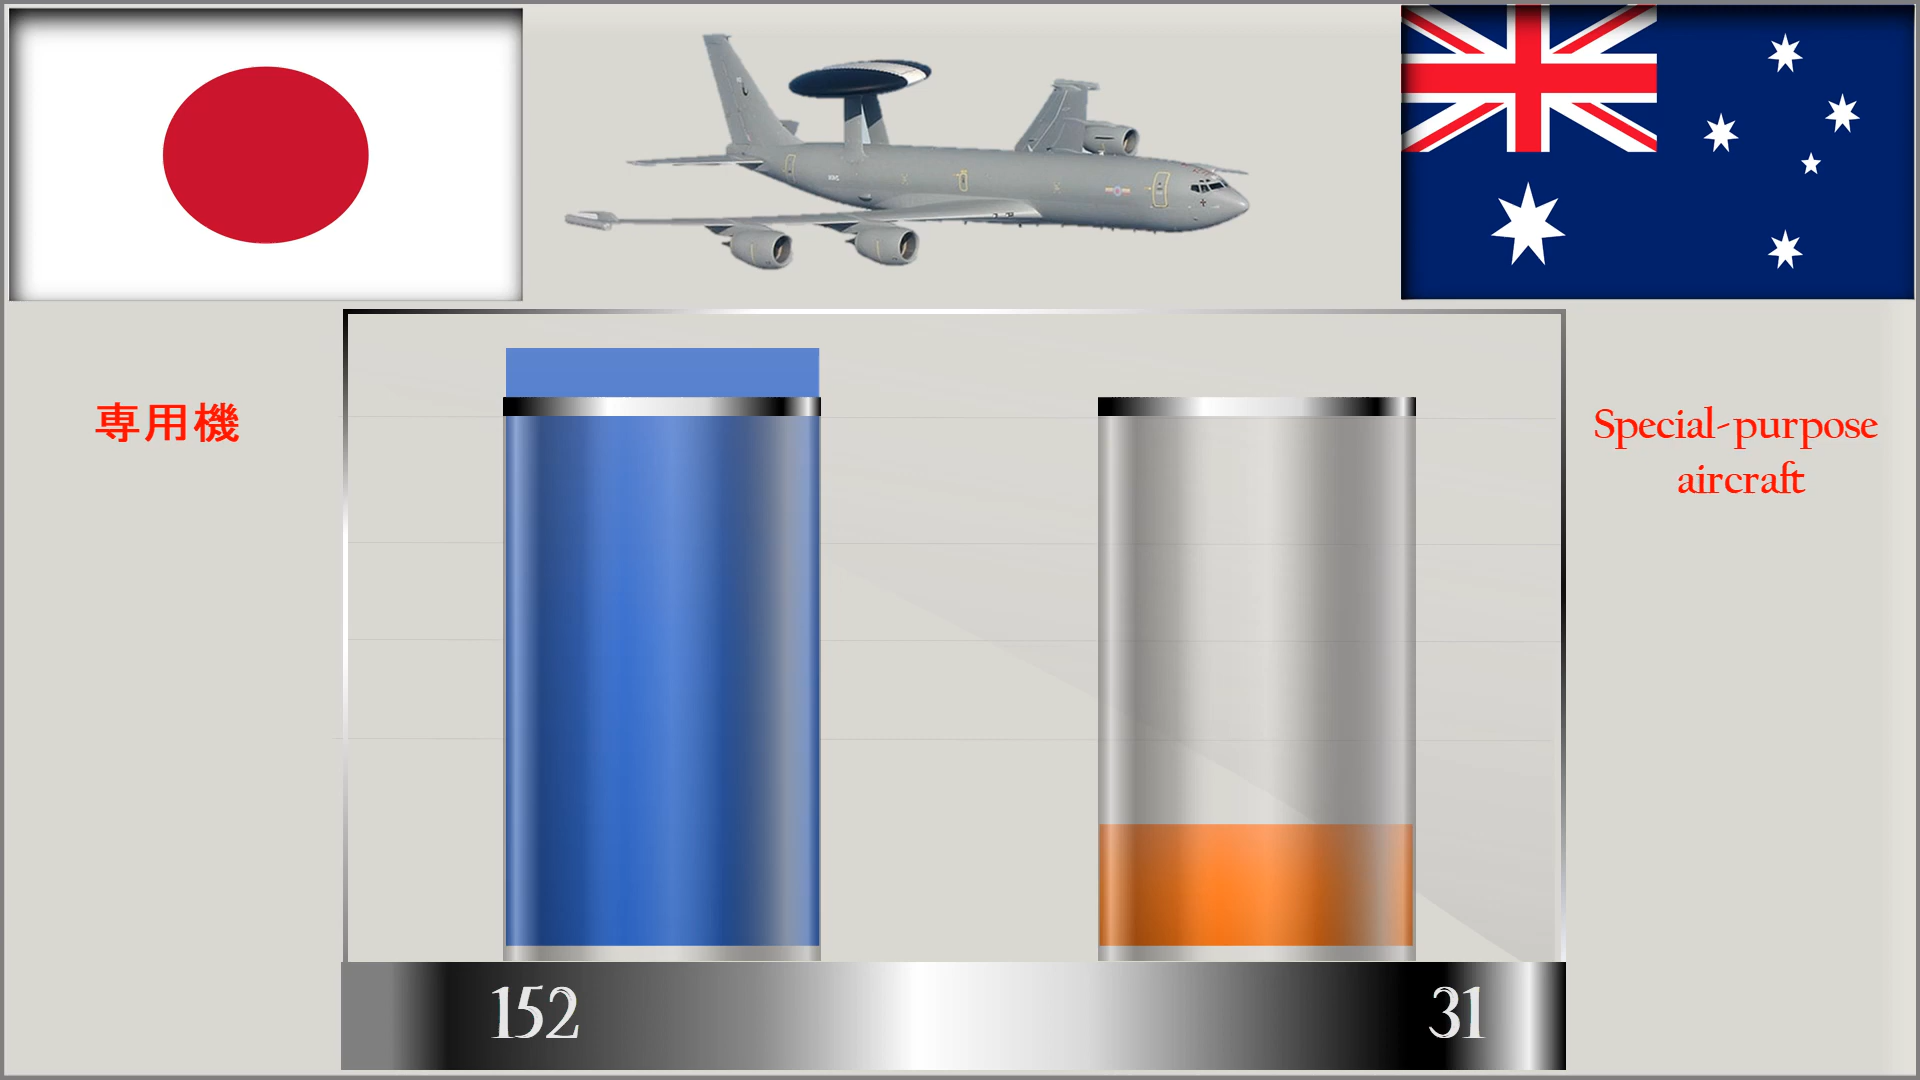 専用機
Special-purpose
aircraft
152
31